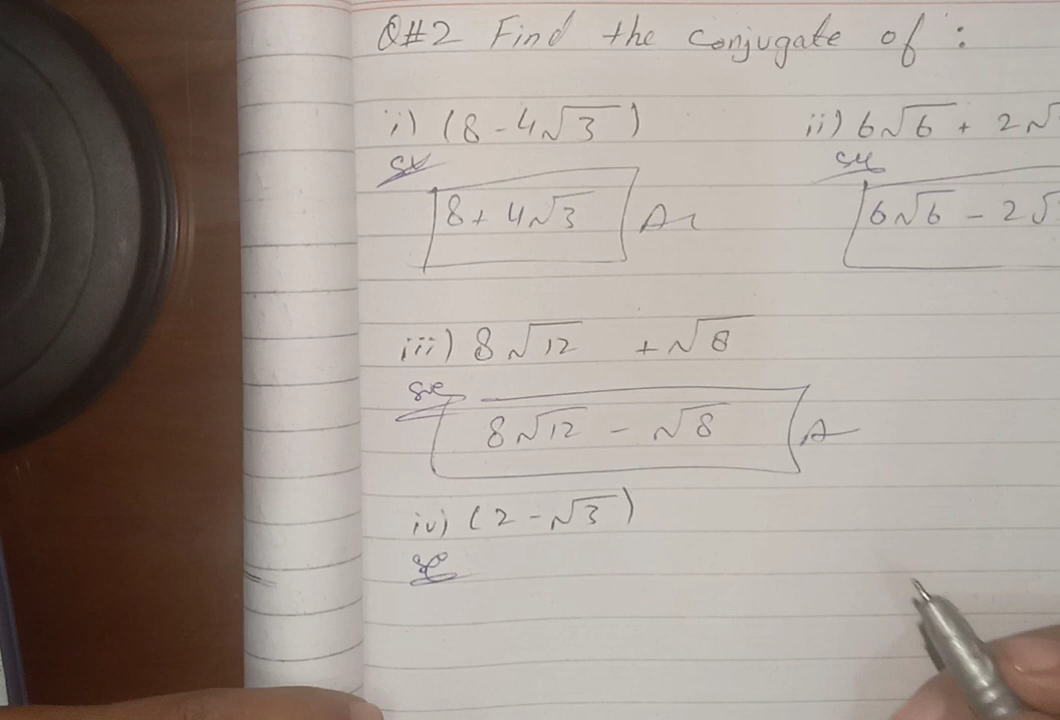 Q#2 Find the conjugate of :
i) (8 - 4√3) ii) 6√6 + 2√
Sol Sol
8 + 4√3 6√6 - 2√
iii) 8√12 + √8
Sol
8√12 - √8
iv) (2 - √3)
Sol